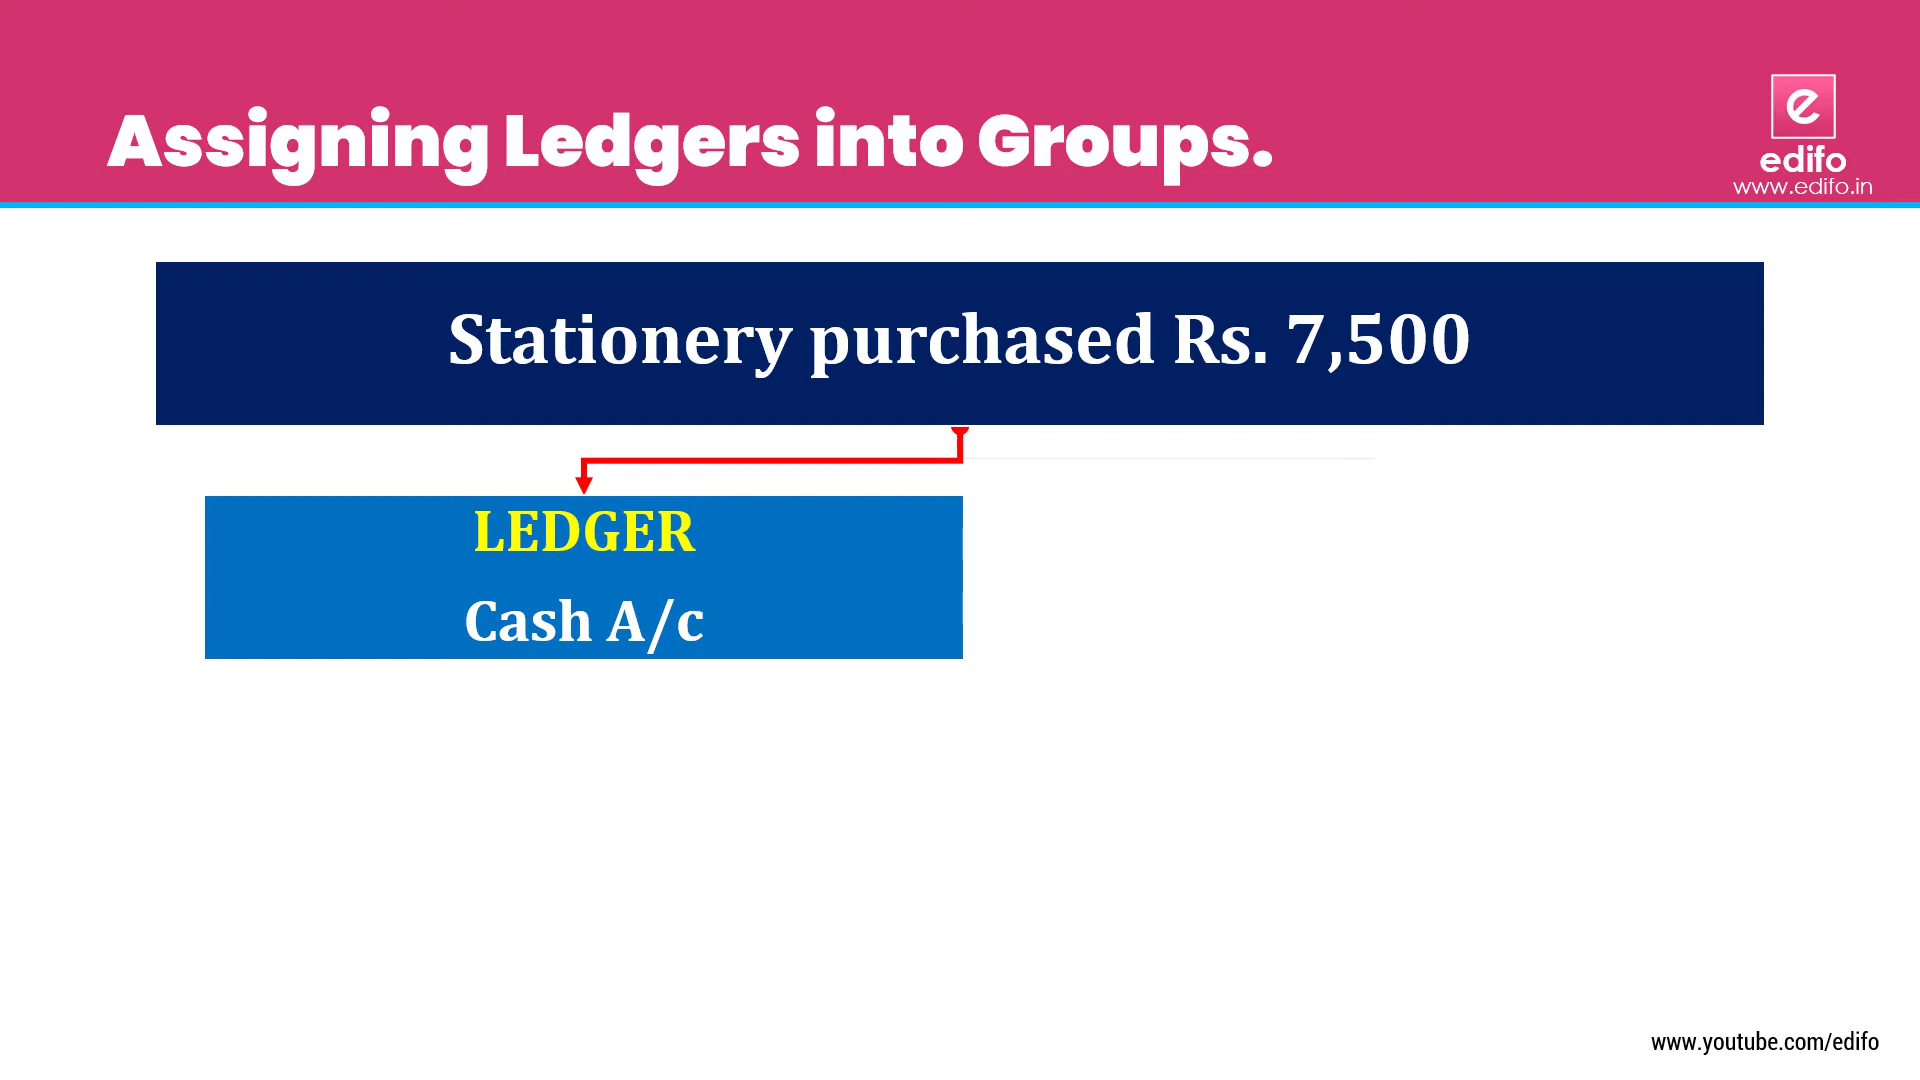 Assigning Ledgers into Groups.
e
edifo
www.edifo.in
Stationery purchased Rs. 7,500
LEDGER
Cash A/c
www.youtube.com/edifo